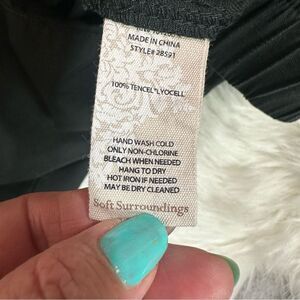 MADE IN CHINA
STYLE# 28591
100% TENCEL® LYOCELL
HAND WASH COLD
ONLY NON-CHLORINE
BLEACH WHEN NEEDED
HANG TO DRY
HOT IRON IF NEEDED
MAY BE DRY CLEANED
Soft Surroundings